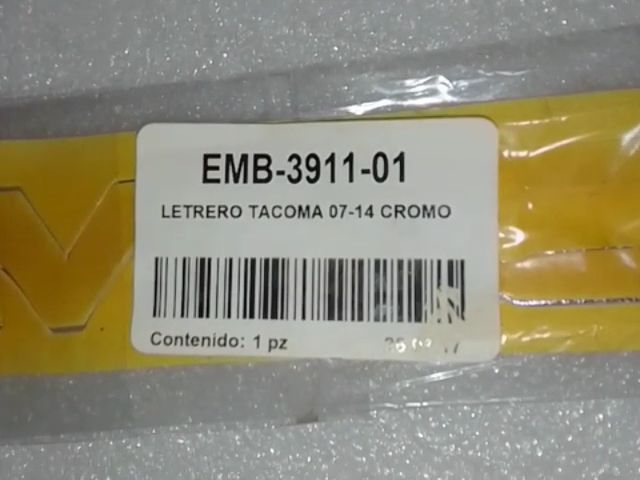 EMB-3911-01
LETRERO TACOMA 07-14 CROMO
Contenido: 1 pz